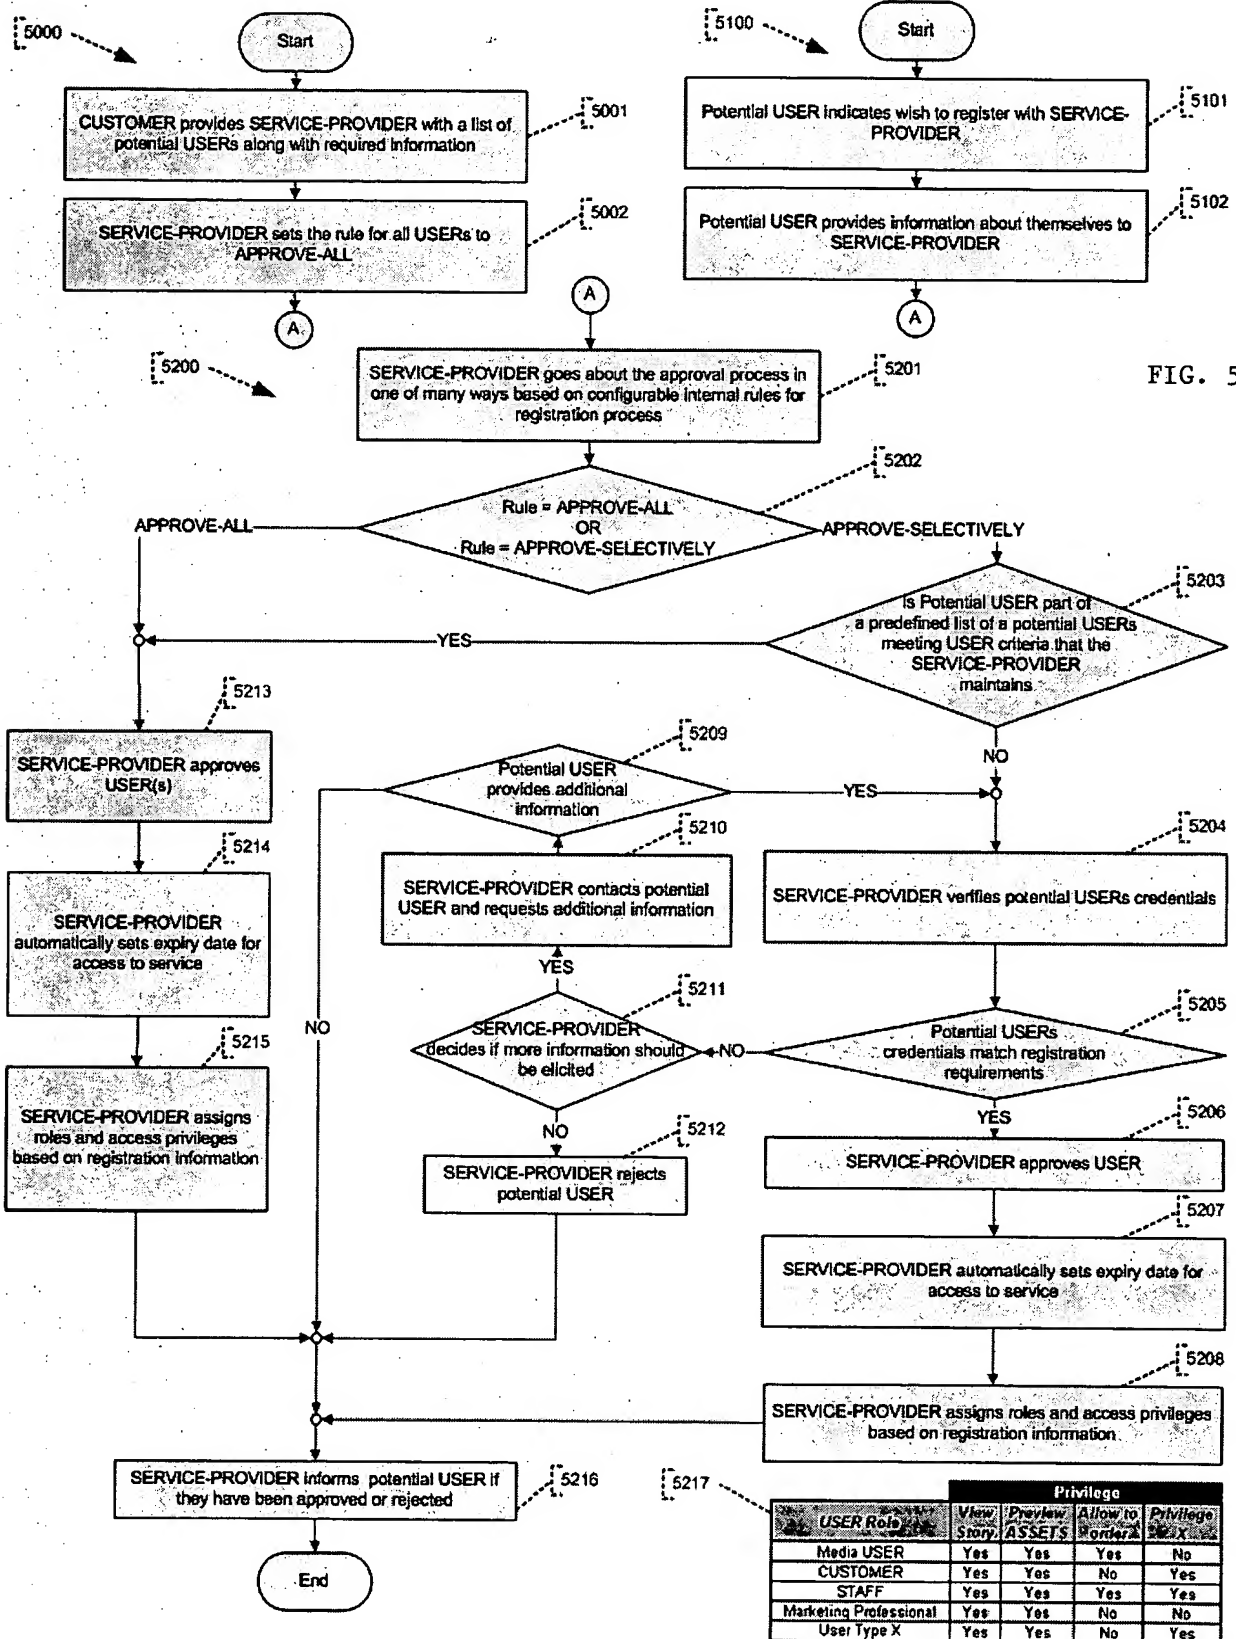 5000
Start
5100
Start
CUSTOMER provides SERVICE-PROVIDER with a list of
potential USERs along with required information
5001
Potential USER indicates wish to register with SERVICE-
PROVIDER
5101
SERVICE-PROVIDER sets the rule for all USERs to
APPROVE-ALL
5002
Potential USER provides information about themselves to
SERVICE-PROVIDER
5102
A
A
A
5200
SERVICE-PROVIDER goes about the approval process in
one of many ways based on configurable internal rules for
registration process
5201
FIG. 5
5202
Rule = APPROVE-ALL
OR
Rule = APPROVE-SELECTIVELY
APPROVE-ALL
APPROVE-SELECTIVELY
5203
Is Potential USER part of
a predefined list of a potential USERs
meeting USER criteria that the
SERVICE-PROVIDER
maintains
YES
NO
5213
SERVICE-PROVIDER approves
USER(s)
5209
Potential USER
provides additional
information
YES
NO
5214
SERVICE-PROVIDER
automatically sets expiry date for
access to service
5210
SERVICE-PROVIDER contacts potential
USER and requests additional information
5204
SERVICE-PROVIDER verifies potential USERs credentials
YES
5211
SERVICE-PROVIDER
decides if more information should
be elicited
NO
5205
Potential USERs
credentials match registration
requirements
5215
SERVICE-PROVIDER assigns
roles and access privileges
based on registration information
NO
5212
SERVICE-PROVIDER rejects
potential USER
YES
5206
SERVICE-PROVIDER approves USER
5207
SERVICE-PROVIDER automatically sets expiry date for
access to service
5208
SERVICE-PROVIDER assigns roles and access privileges
based on registration information
SERVICE-PROVIDER informs potential USER if
they have been approved or rejected
5216
End
5217
Privilege
USER Role View Story Preview ASSETS Allow to order Privilege X
Media USER Yes Yes Yes No
CUSTOMER Yes Yes No Yes
STAFF Yes Yes Yes Yes
Marketing Professional Yes Yes No No
User Type X Yes Yes No Yes